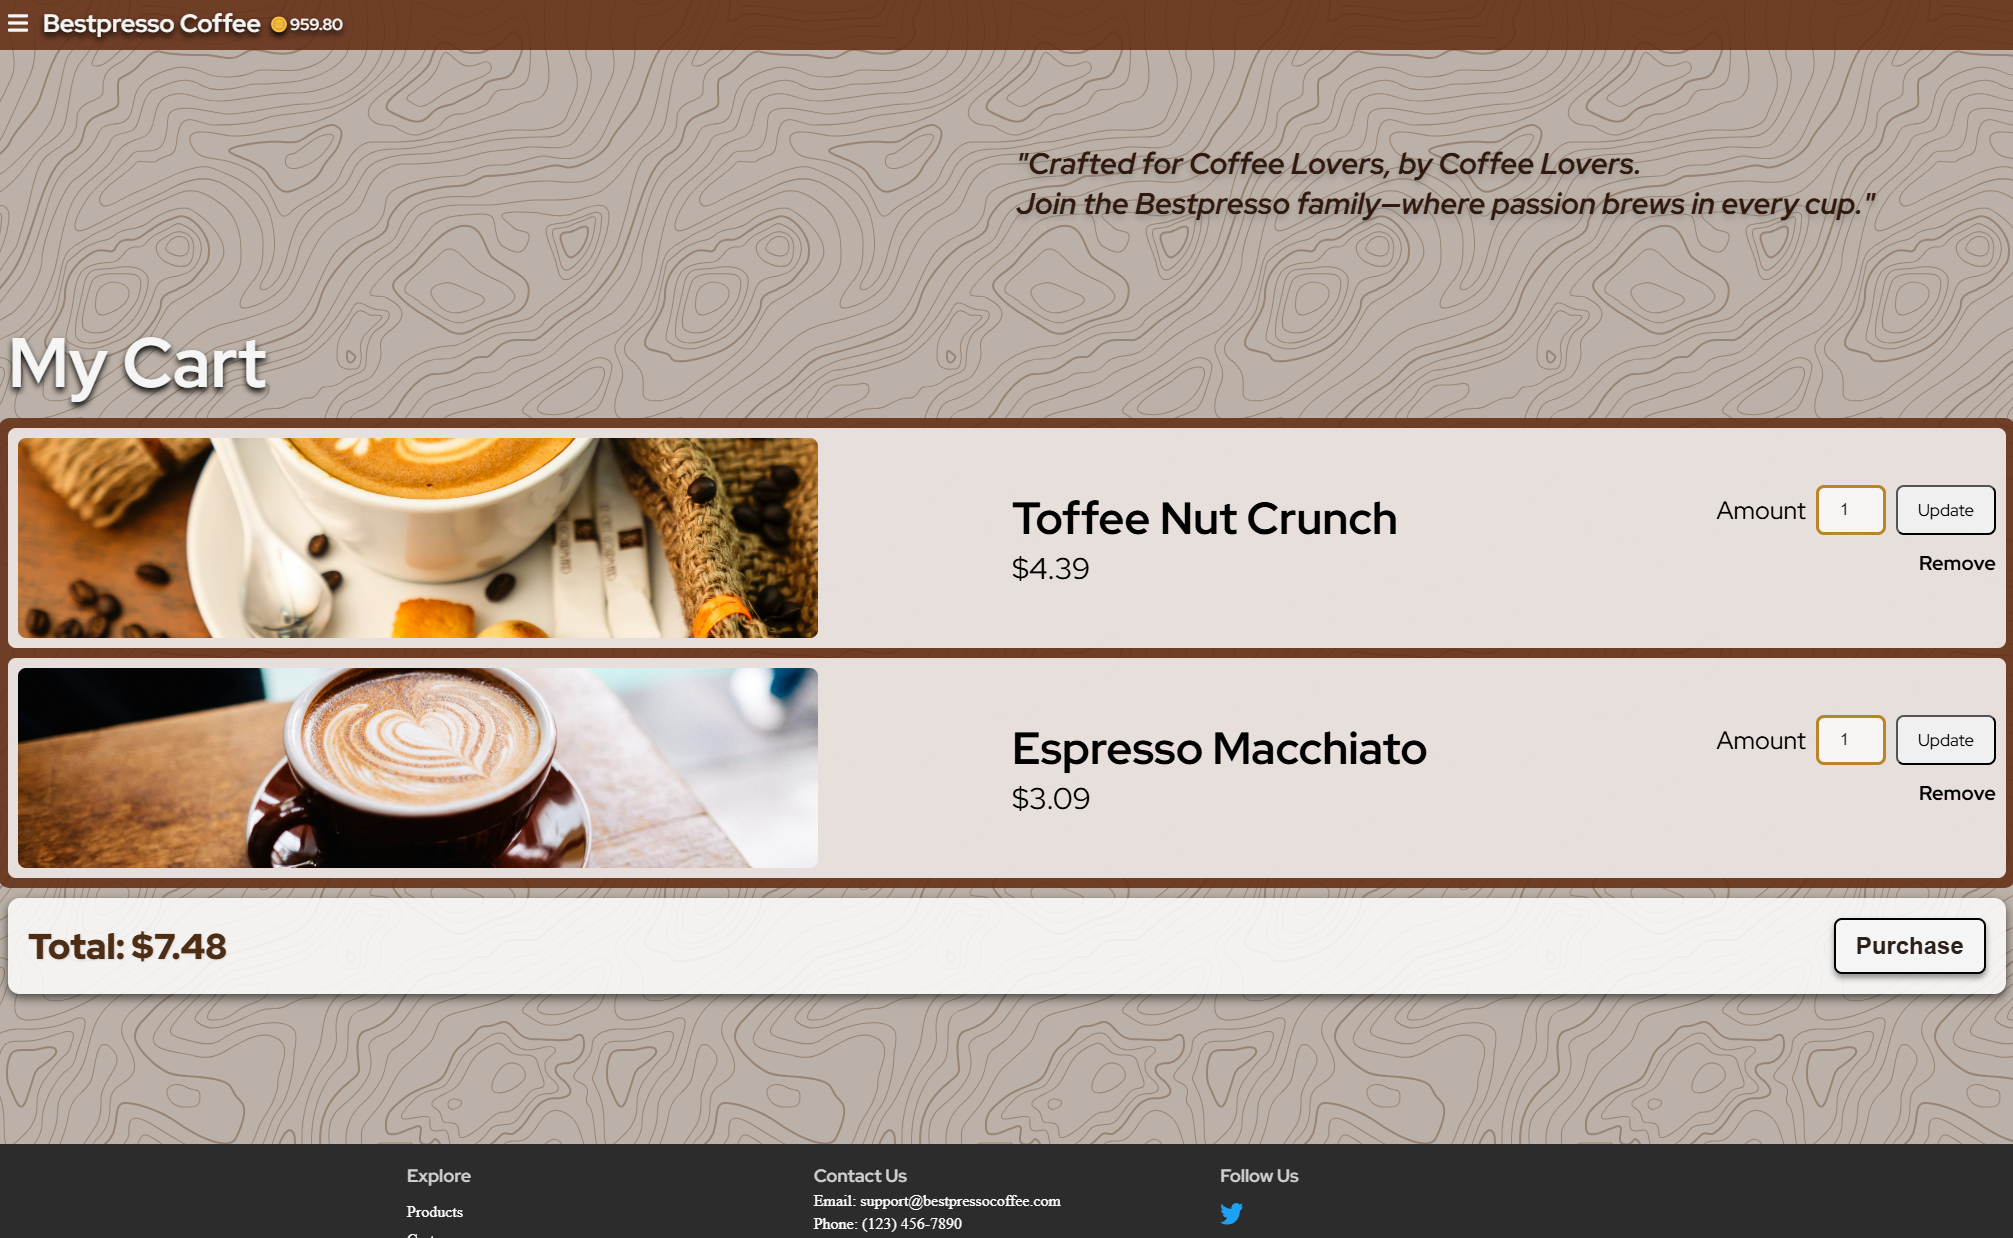 Bestpresso Coffee 959.80
"Crafted for Coffee Lovers, by Coffee Lovers.
Join the Bestpresso family—where passion brews in every cup."
My Cart
Toffee Nut Crunch
$4.39
Amount 1 Update
Remove
Espresso Macchiato
$3.09
Amount 1 Update
Remove
Total: $7.48
Purchase
Explore
Products
Contact Us
Email: support@bestpressocoffee.com
Phone: (123) 456-7890
Follow Us